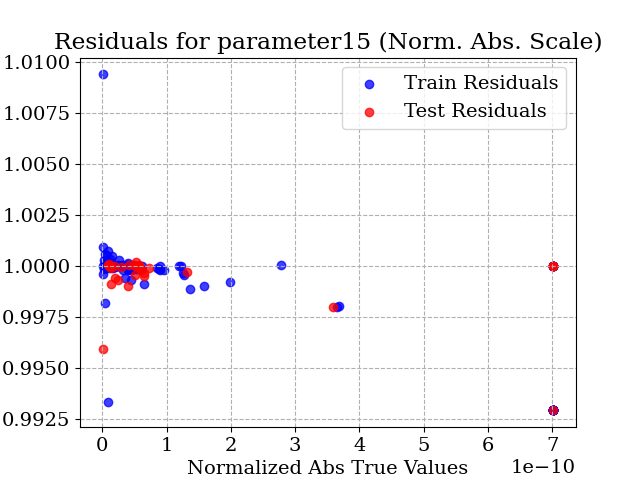 Residuals for parameter15 (Norm. Abs. Scale)
Train Residuals
Test Residuals
1.0100
1.0075
1.0050
1.0025
1.0000
0.9975
0.9950
0.9925
0 1 2 3 4 5 6 7
Normalized Abs True Values
1e−10